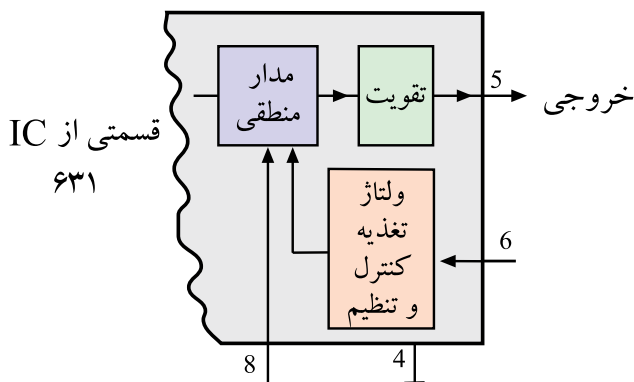 مدار
منطقی
تقویت
5
خروجی
قسمتی از IC
۶۳۱
ولتاژ
تغذیه
کنترل
و تنظیم
6
8
4